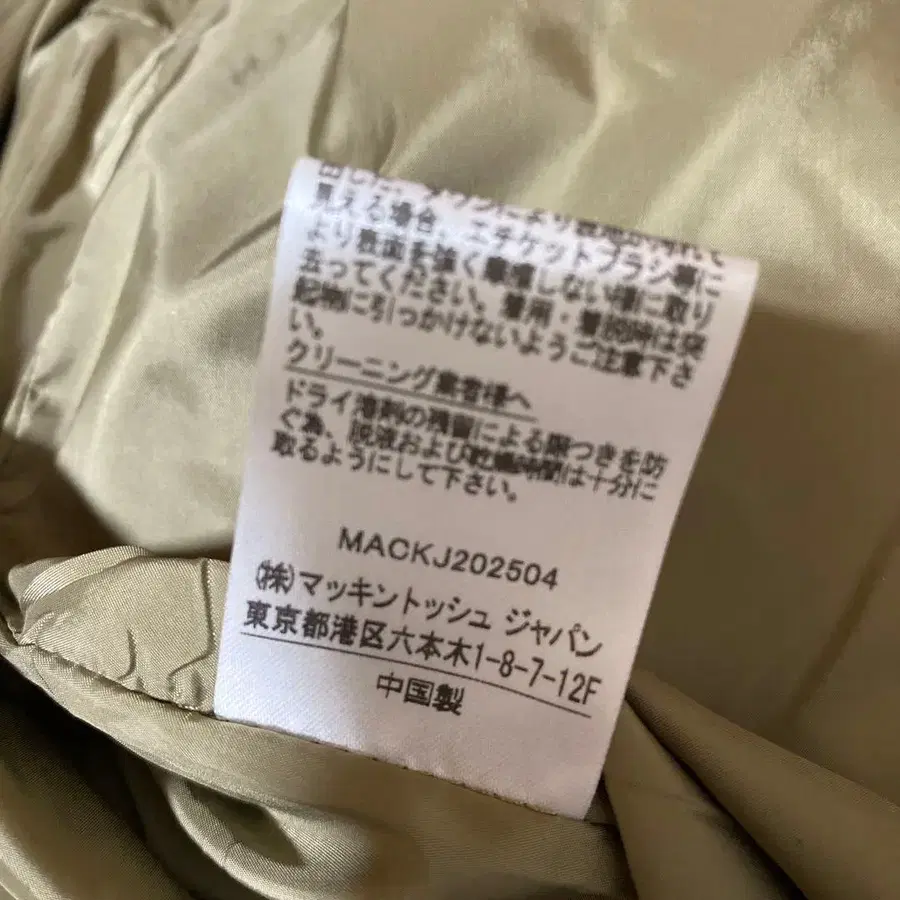 見える場合、エチケットブラシ等に
より表面を強く摩擦しない様に取り
去ってください。着用・着脱時は突
起物に引っかけないようご注意下さ
い。
クリーニング業者様へ
ドライ溶剤の残留による際つきを防
ぐ為、脱液および乾燥時間は十分に
取るようにして下さい。
MACKJ202504
(株)マッキントッシュ ジャパン
東京都港区六本木1-8-7-12F
中国製